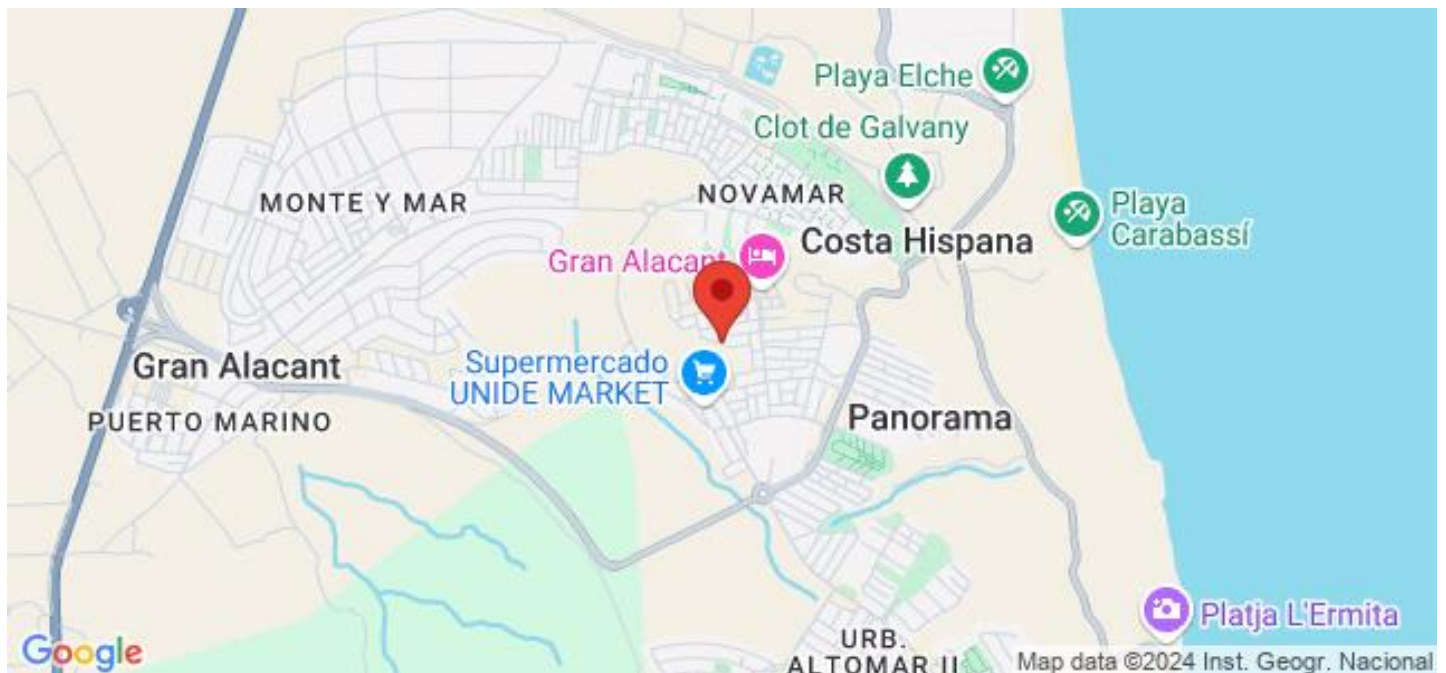 Playa Elche
Clot de Galvany
MONTE Y MAR
NOVAMAR
Playa
Carabassí
Costa Hispana
Gran Alacant
Supermercado
UNIDE MARKET
Gran Alacant
PUERTO MARINO
Panorama
Platja L'Ermita
URB.
ALTOMAR II
Google
Map data ©2024 Inst. Geogr. Nacional